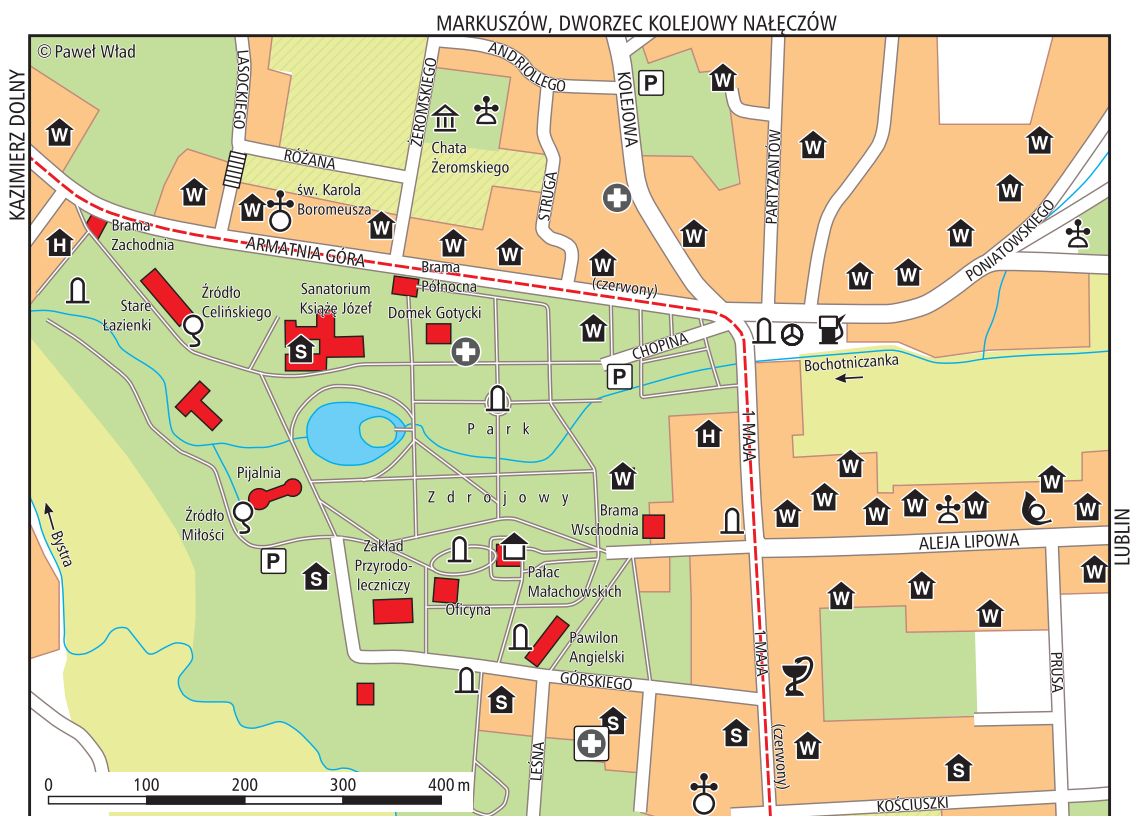 MARKUSZÓW, DWORZEC KOLEJOWY NAŁĘCZÓW
© Paweł Wład
KAZIMIERZ DOLNY
LUBLIN
LASOCKIEGO
ŻEROMSKIEGO
ANDRIOLLEGO
KOLEJOWA
P
W
W
W
W
W
Chata
Żeromskiego
RÓŻANA
STRUGA
PARTYZANTÓW
PONIATOWSKIEGO
św. Karola
Boromeusza
W
W
W
W
W
W
W
W
W
W
H
Brama
Zachodnia
ARMATNIA GÓRA
Brama
Północna
(czerwony)
Stare
Łazienki
Źródło
Celińskiego
Sanatorium
Książę Józef
S
Domek Gotycki
W
CHOPINA
P
Bochotniczanka
1 MAJA
H
Park
Zdrojowy
W
W
W
W
W
W
W
W
W
Pijalnia
Źródło
Miłości
Brama
Wschodnia
ALEJA LIPOWA
Bystra
P
S
Zakład
Przyrodo-
leczniczy
Pałac
Małachowskich
Oficyna
Pawilon
Angielski
W
W
W
W
1 MAJA
PRUSA
GÓRSKIEGO
S
S
S
W
S
LEŚNA
(czerwony)
KOŚCIUSZKI
0 100 200 300 400 m